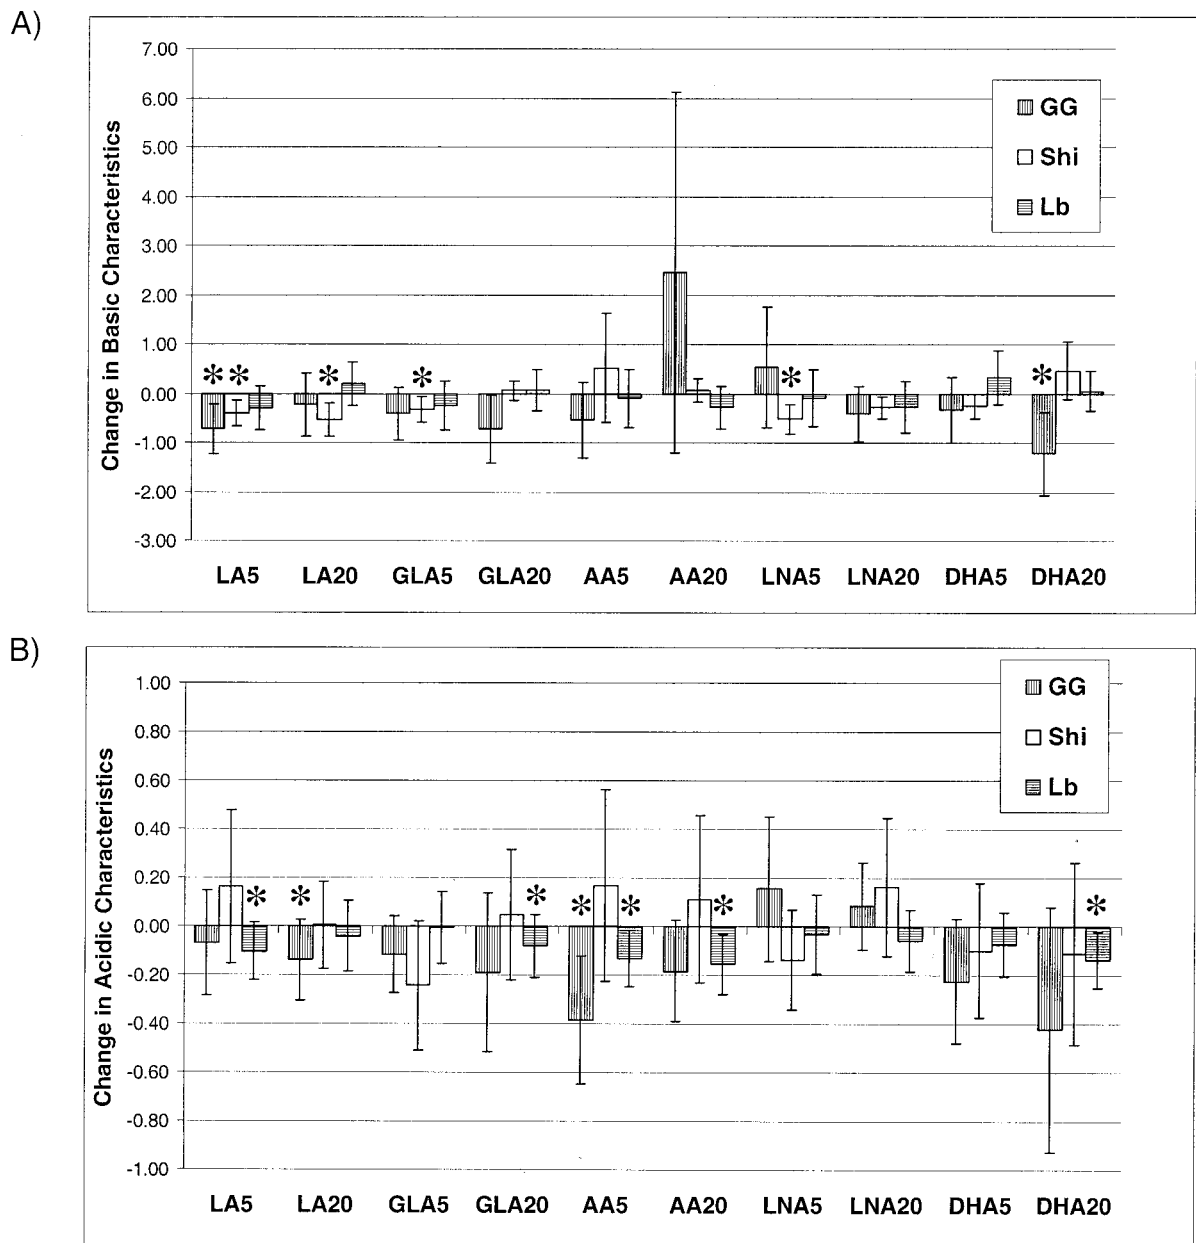 A)
Change in Basic Characteristics
7.00
6.00
5.00
4.00
3.00
2.00
1.00
0.00
-1.00
-2.00
-3.00
GG
Shi
Lb
* * * * * *
LA5 LA20 GLA5 GLA20 AA5 AA20 LNA5 LNA20 DHA5 DHA20
B)
Change in Acidic Characteristics
1.00
0.80
0.60
0.40
0.20
0.00
-0.20
-0.40
-0.60
-0.80
-1.00
GG
Shi
Lb
* * * * * * *
LA5 LA20 GLA5 GLA20 AA5 AA20 LNA5 LNA20 DHA5 DHA20